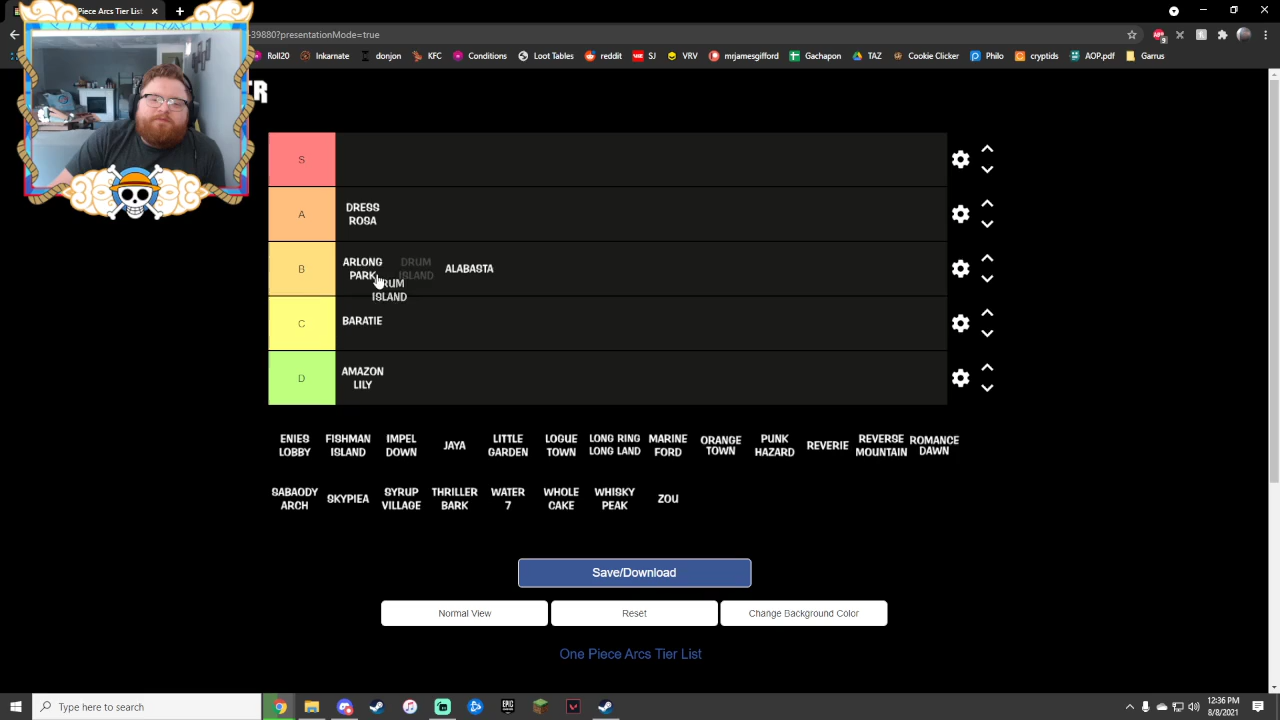 Piece Arcs Tier List
39880?presentationMode=true
Roll20 Inkarnate donjon KFC Conditions Loot Tables reddit SJ VRV mrjamesgifford Gachapon TAZ Cookie Clicker Philo cryptids AOP.pdf Garrus
S
A
DRESS
ROSA
B
ARLONG
PARK
DRUM
ISLAND
ALABASTA
ISLAND
C
BARATIE
D
AMAZON
LILY
ENIES
LOBBY
FISHMAN
ISLAND
IMPEL
DOWN
JAYA
LITTLE
GARDEN
LOGUE
TOWN
LONG RING
LONG LAND
MARINE
FORD
ORANGE
TOWN
PUNK
HAZARD
REVERIE
REVERSE
MOUNTAIN
ROMANCE
DAWN
SABAODY
ARCH
SKYPIEA
SYRUP
VILLAGE
THRILLER
BARK
WATER
7
WHOLE
CAKE
WHISKY
PEAK
ZOU
Save/Download
Normal View
Reset
Change Background Color
One Piece Arcs Tier List
Type here to search
12:36 PM
8/8/2021